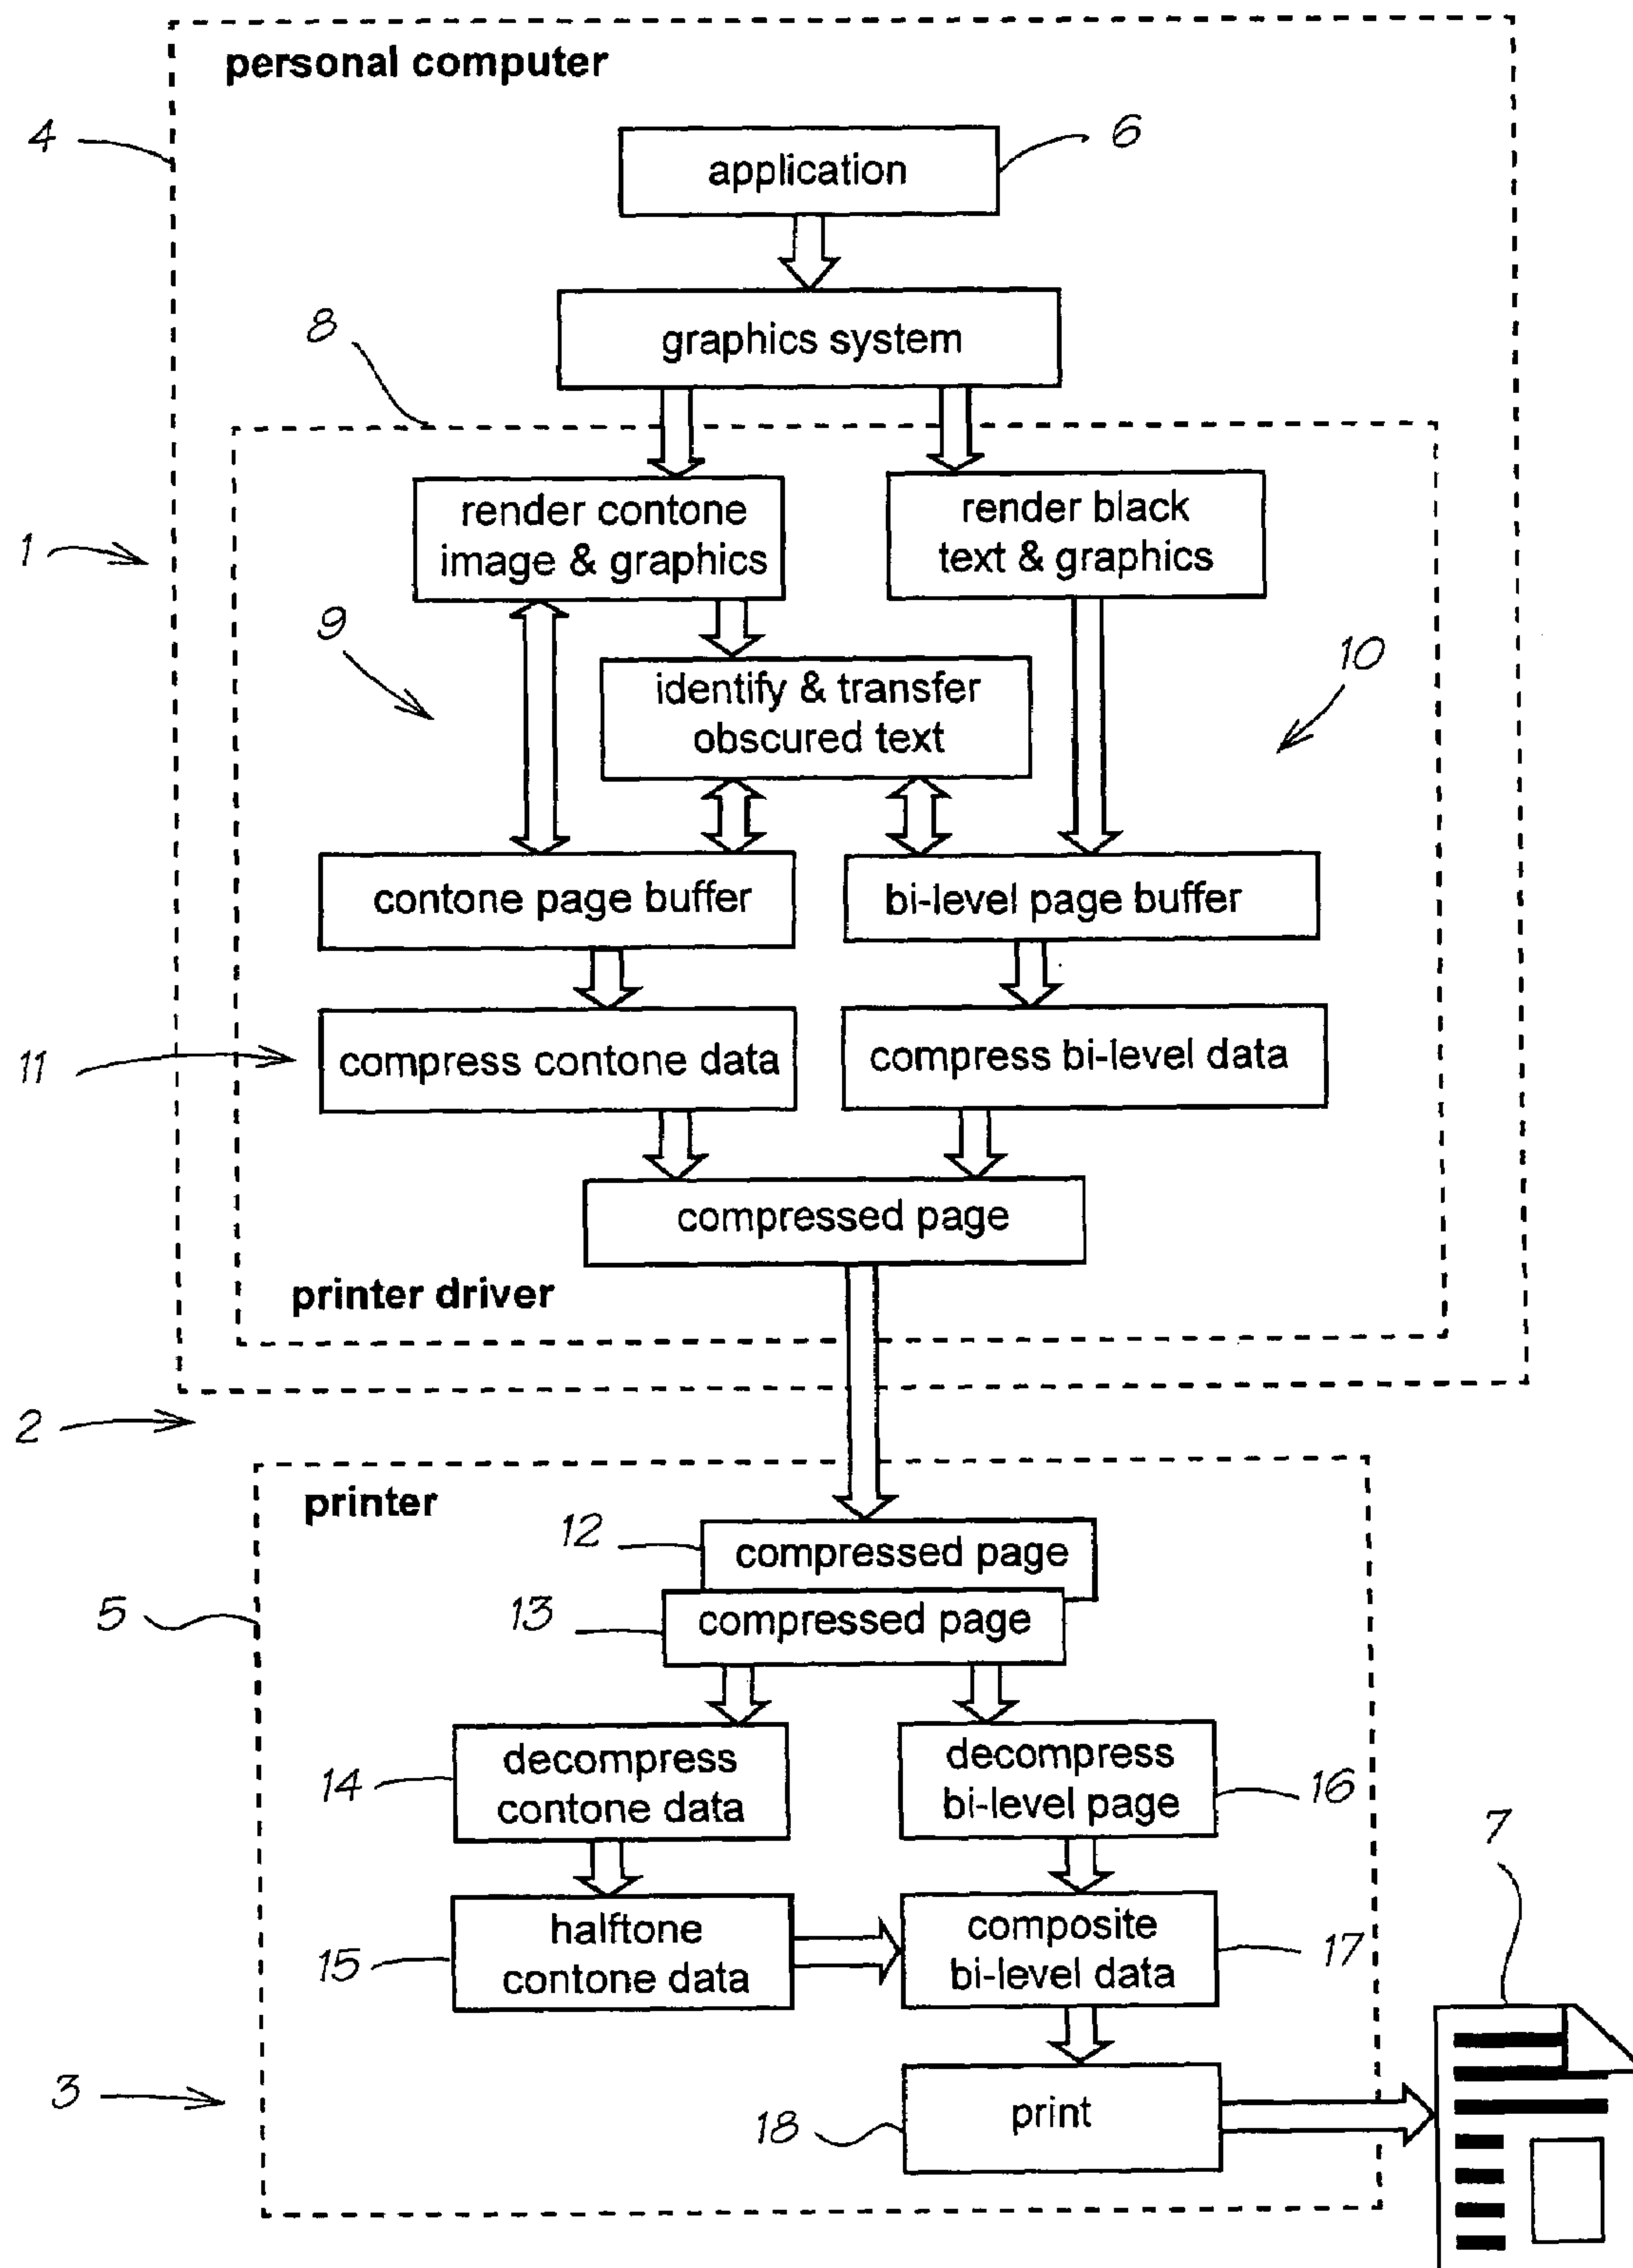 personal computer
4
6
application
8
graphics system
1
render contone
image & graphics
render black
text & graphics
9
10
identify & transfer
obscured text
contone page buffer
bi-level page buffer
11
compress contone data
compress bi-level data
compressed page
printer driver
2
printer
12
compressed page
5
13
compressed page
14
decompress
contone data
decompress
bi-level page
16
7
15
halftone
contone data
composite
bi-level data
17
3
18
print